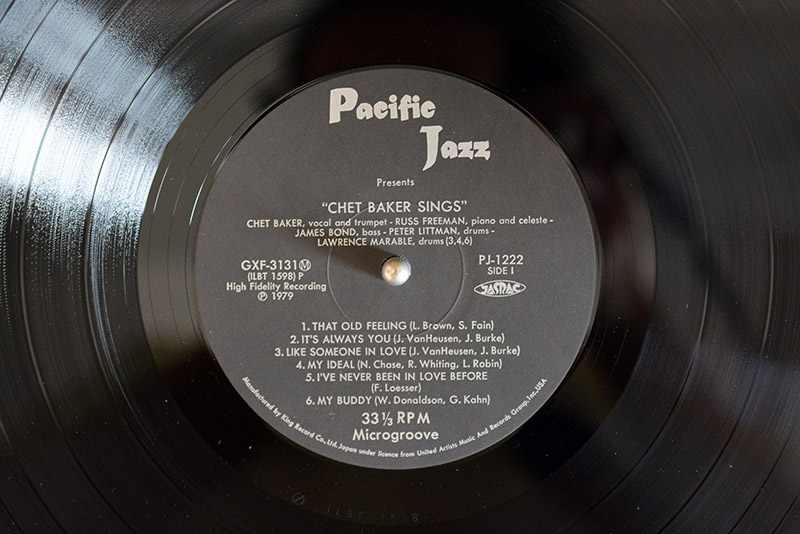 Pacific
Jazz
Presents
"CHET BAKER SINGS"
CHET BAKER, vocal and trumpet - RUSS FREEMAN, piano and celeste -
JAMES BOND, bass - PETER LITTMAN, drums -
LAWRENCE MARABLE, drums (3,4,6)
GXF-3131 Ⓜ
(ILBT 1598) P
High Fidelity Recording
℗ 1979
PJ-1222
SIDE I
JASRAC
1. THAT OLD FEELING (L. Brown, S. Fain)
2. IT'S ALWAYS YOU (J. VanHeusen, J. Burke)
3. LIKE SOMEONE IN LOVE (J. VanHeusen, J. Burke)
4. MY IDEAL (N. Chase, R. Whiting, L. Robin)
5. I'VE NEVER BEEN IN LOVE BEFORE
(F. Loesser)
6. MY BUDDY (W. Donaldson, G. Kahn)
33 ⅓ RPM
Microgroove
Manufactured by King Record Co., Ltd. Japan under licence from United Artists Music And Records Group, Inc., USA